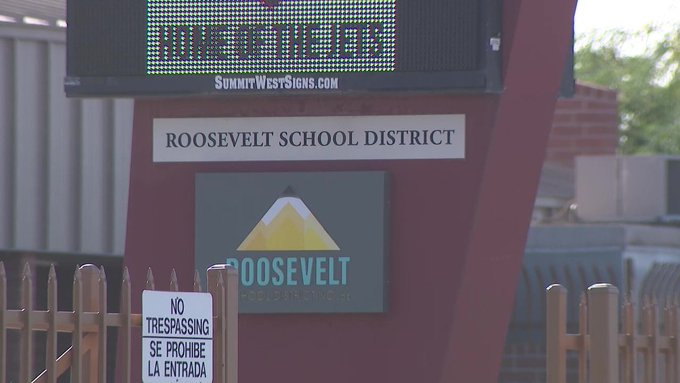 HOME OF THE JETS
SUMMITWESTSIGNS.COM
ROOSEVELT SCHOOL DISTRICT
ROOSEVELT
NO
TRESPASSING
SE PROHIBE
LA ENTRADA